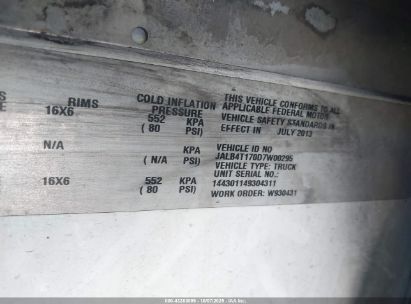 RIMS COLD INFLATION PRESSURE THIS VEHICLE CONFORMS TO ALL
APPLICABLE FEDERAL MOTOR
16X6 552 KPA VEHICLE SAFETY STANDARDS IN
( 80 PSI) EFFECT IN JULY 2013
N/A KPA VEHICLE ID NO
( N/A PSI) JALB4T170D7W00295
VEHICLE TYPE: TRUCK
UNIT SERIAL NO.:
16X6 552 KPA 144301149304311
( 80 PSI) WORK ORDER: W930431